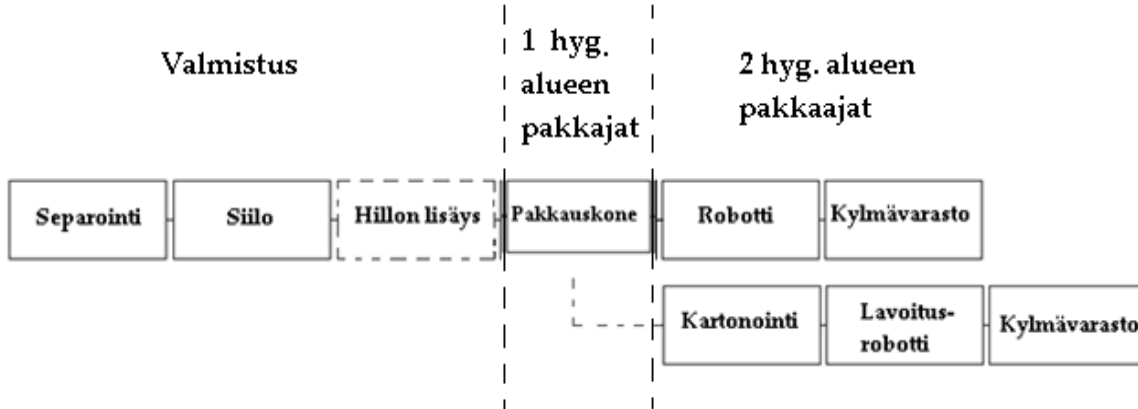 Valmistus
1 hyg.
alueen
pakkajat
2 hyg. alueen
pakkaajat
Separointi
Siilo
Hillon lisäys
Pakkauskone
Robotti
Kylmävarasto
Kartonointi
Lavoitus-
robotti
Kylmävarasto